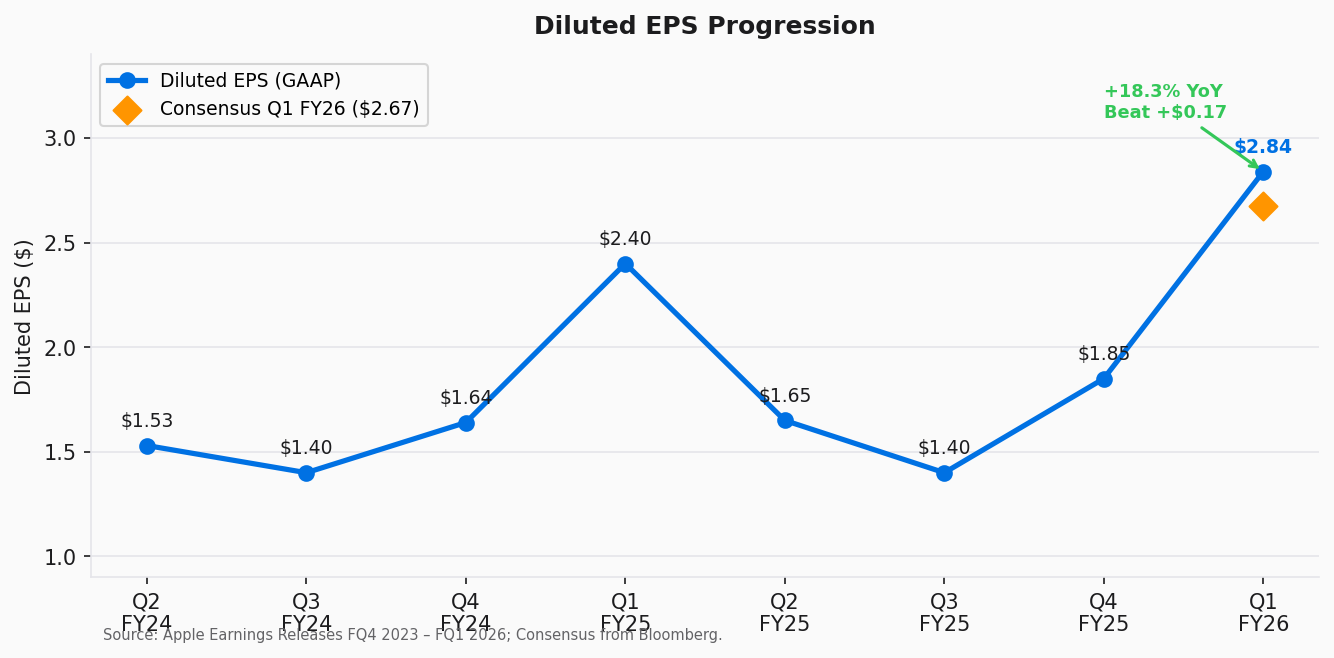 Diluted EPS Progression
Diluted EPS (GAAP)
Consensus Q1 FY26 ($2.67)
+18.3% YoY
Beat +$0.17
Diluted EPS ($)
3.0
2.5
2.0
1.5
1.0
$1.53
$1.40
$1.64
$2.40
$1.65
$1.40
$1.85
$2.84
Q2
FY24
Q3
FY24
Q4
FY24
Q1
FY25
Q2
FY25
Q3
FY25
Q4
FY25
Q1
FY26
Source: Apple Earnings Releases FQ4 2023 – FQ1 2026; Consensus from Bloomberg.